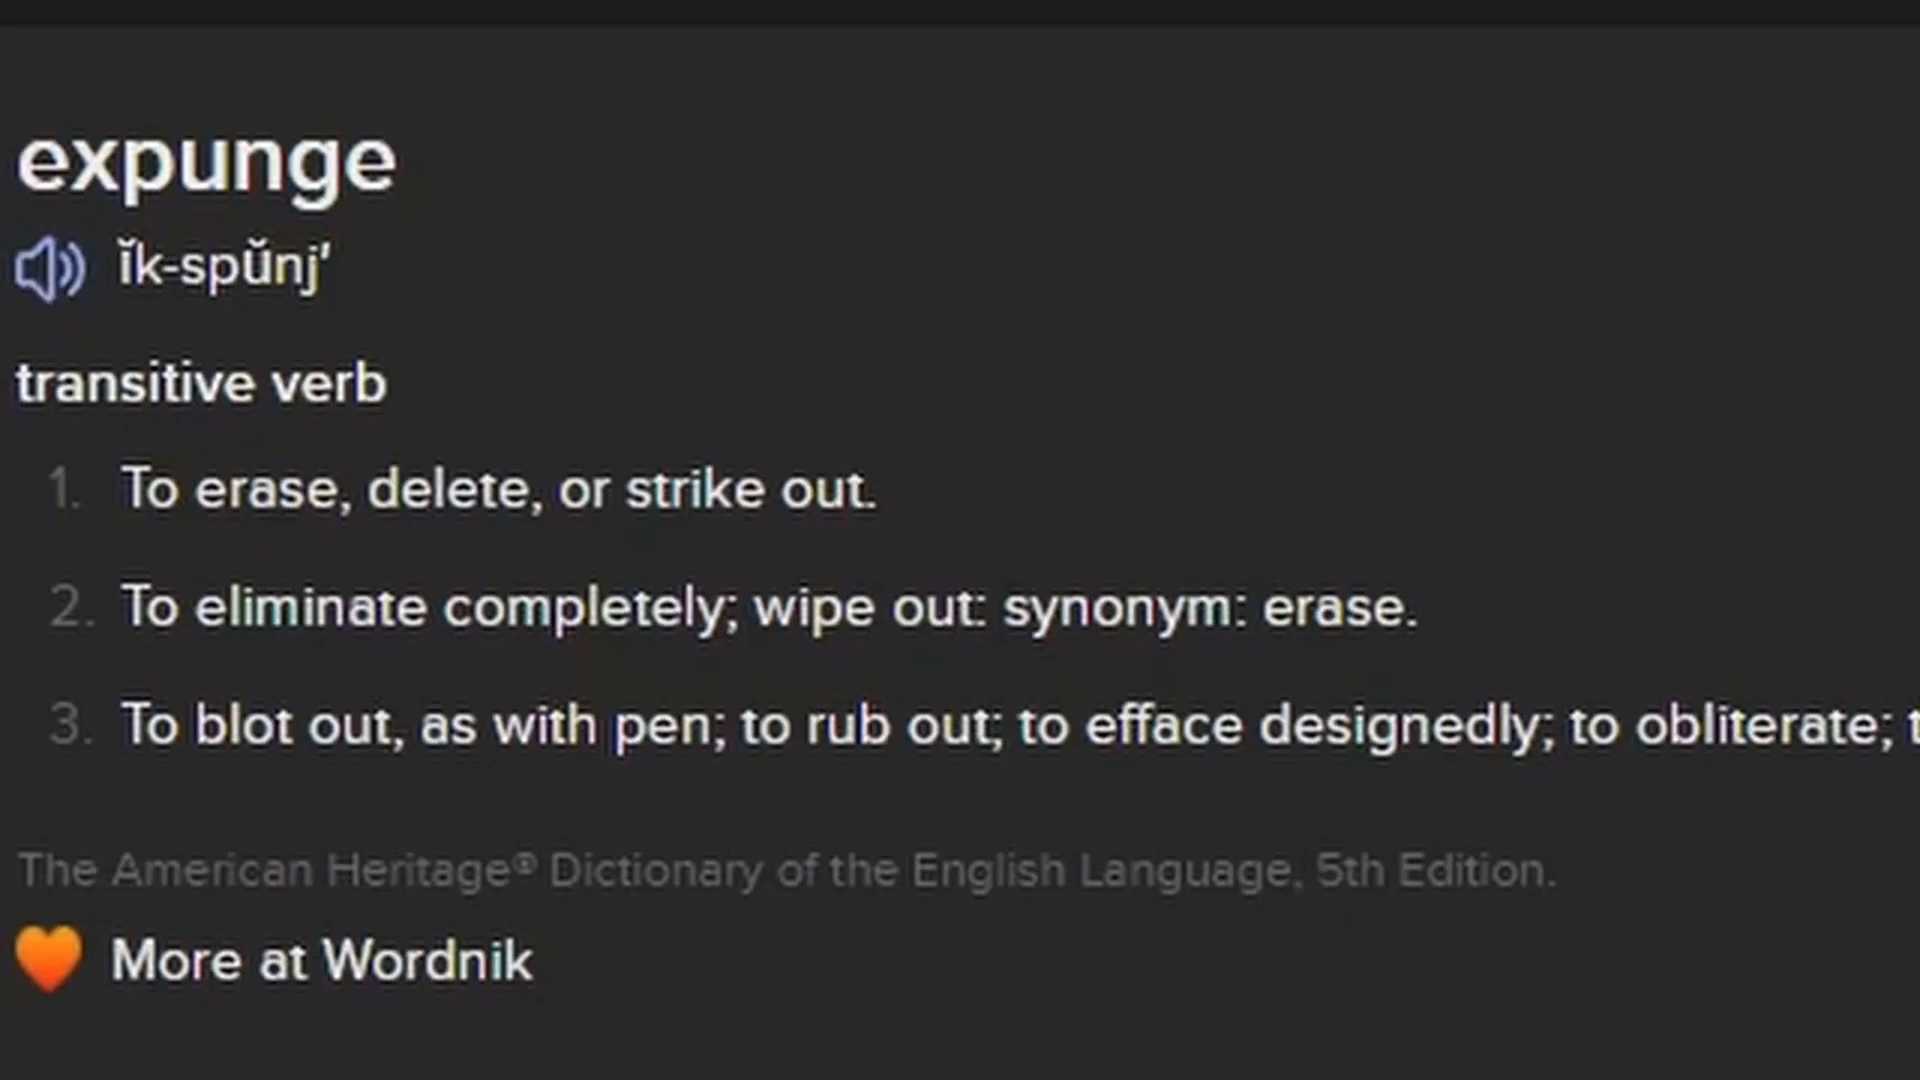 expunge
ĭk-spŭnj′
transitive verb
1. To erase, delete, or strike out.
2. To eliminate completely; wipe out: synonym: erase.
3. To blot out, as with pen; to rub out; to efface designedly; to obliterate;
The American Heritage® Dictionary of the English Language, 5th Edition.
More at Wordnik